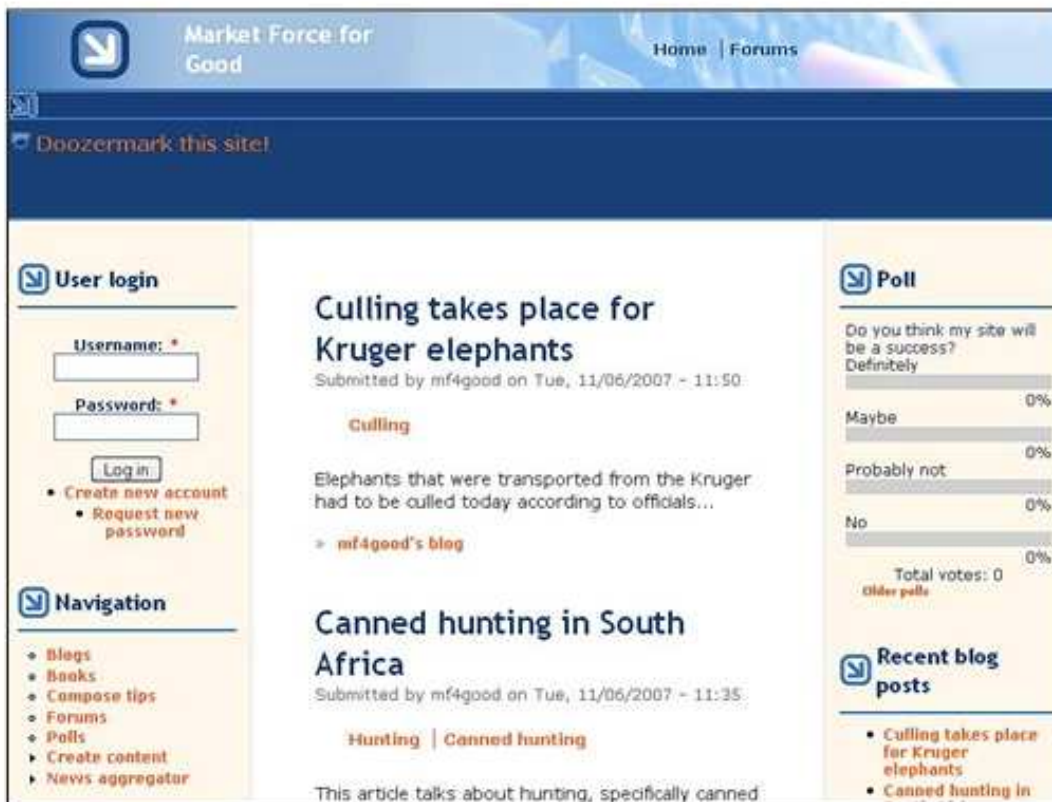 Market Force for
Good
Home | Forums
Doozermark this site!
User login
Username: *
Password: *
Log in
Create new account
Request new
password
Navigation
Blogs
Books
Compose tips
Forums
Polls
Create content
News aggregator
Culling takes place for
Kruger elephants
Submitted by mf4good on Tue, 11/06/2007 - 11:50
Culling
Elephants that were transported from the Kruger
had to be culled today according to officials...
» mf4good's blog
Canned hunting in South
Africa
Submitted by mf4good on Tue, 11/06/2007 - 11:35
Hunting | Canned hunting
This article talks about hunting, specifically canned
Poll
Do you think my site will
be a success?
Definitely
0%
Maybe
0%
Probably not
0%
No
0%
Total votes: 0
Older polls
Recent blog
posts
Culling takes place
for Kruger
elephants
Canned hunting in